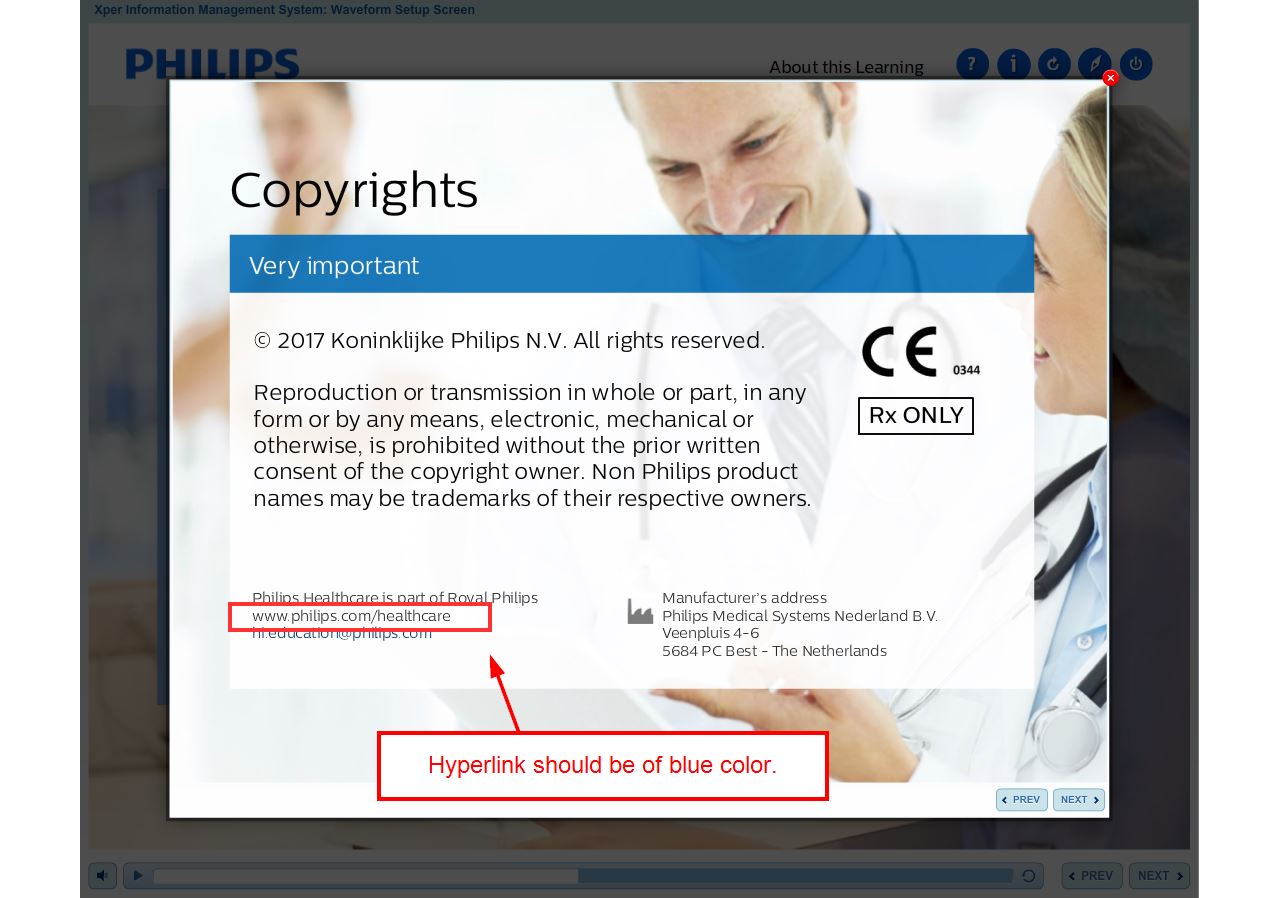 Xper Information Management System: Waveform Setup Screen
PHILIPS
About this Learning
Copyrights
Very important
© 2017 Koninklijke Philips N.V. All rights reserved.
Reproduction or transmission in whole or part, in any
form or by any means, electronic, mechanical or
otherwise, is prohibited without the prior written
consent of the copyright owner. Non Philips product
names may be trademarks of their respective owners.
CE 0344
Rx ONLY
Philips Healthcare is part of Royal Philips
www.philips.com/healthcare
hi.education@philips.com
Manufacturer's address
Philips Medical Systems Nederland B.V.
Veenpluis 4-6
5684 PC Best - The Netherlands
Hyperlink should be of blue color.
PREV NEXT
PREV NEXT